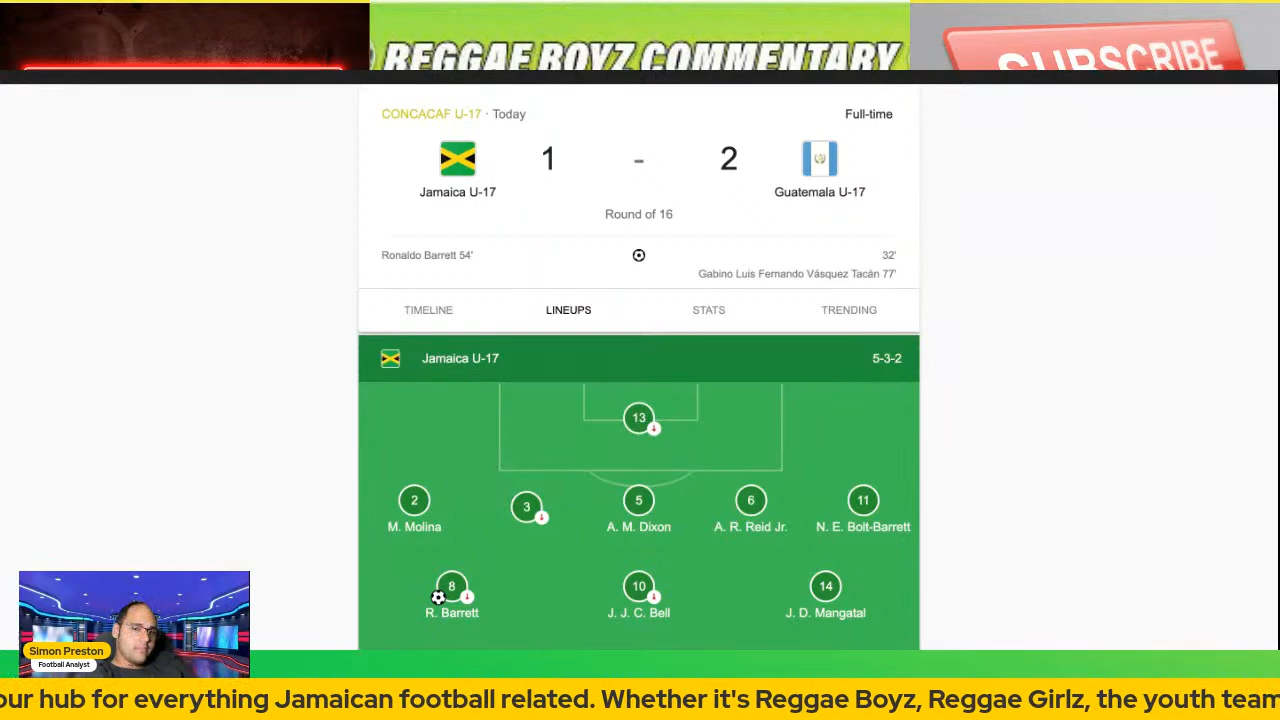 REGGAE BOYZ COMMENTARY
SUBSCRIBE
CONCACAF U-17 · Today
Full-time
1 - 2
Jamaica U-17
Guatemala U-17
Round of 16
Ronaldo Barrett 54'
32'
Gabino Luis Fernando Vásquez Tacán 77'
TIMELINE
LINEUPS
STATS
TRENDING
Jamaica U-17
5-3-2
13
2
3
5
6
11
M. Molina
A. M. Dixon
A. R. Reid Jr.
N. E. Bolt-Barrett
8
10
14
R. Barrett
J. J. C. Bell
J. D. Mangatal
Simon Preston
Football Analyst
our hub for everything Jamaican football related. Whether it's Reggae Boyz, Reggae Girlz, the youth team